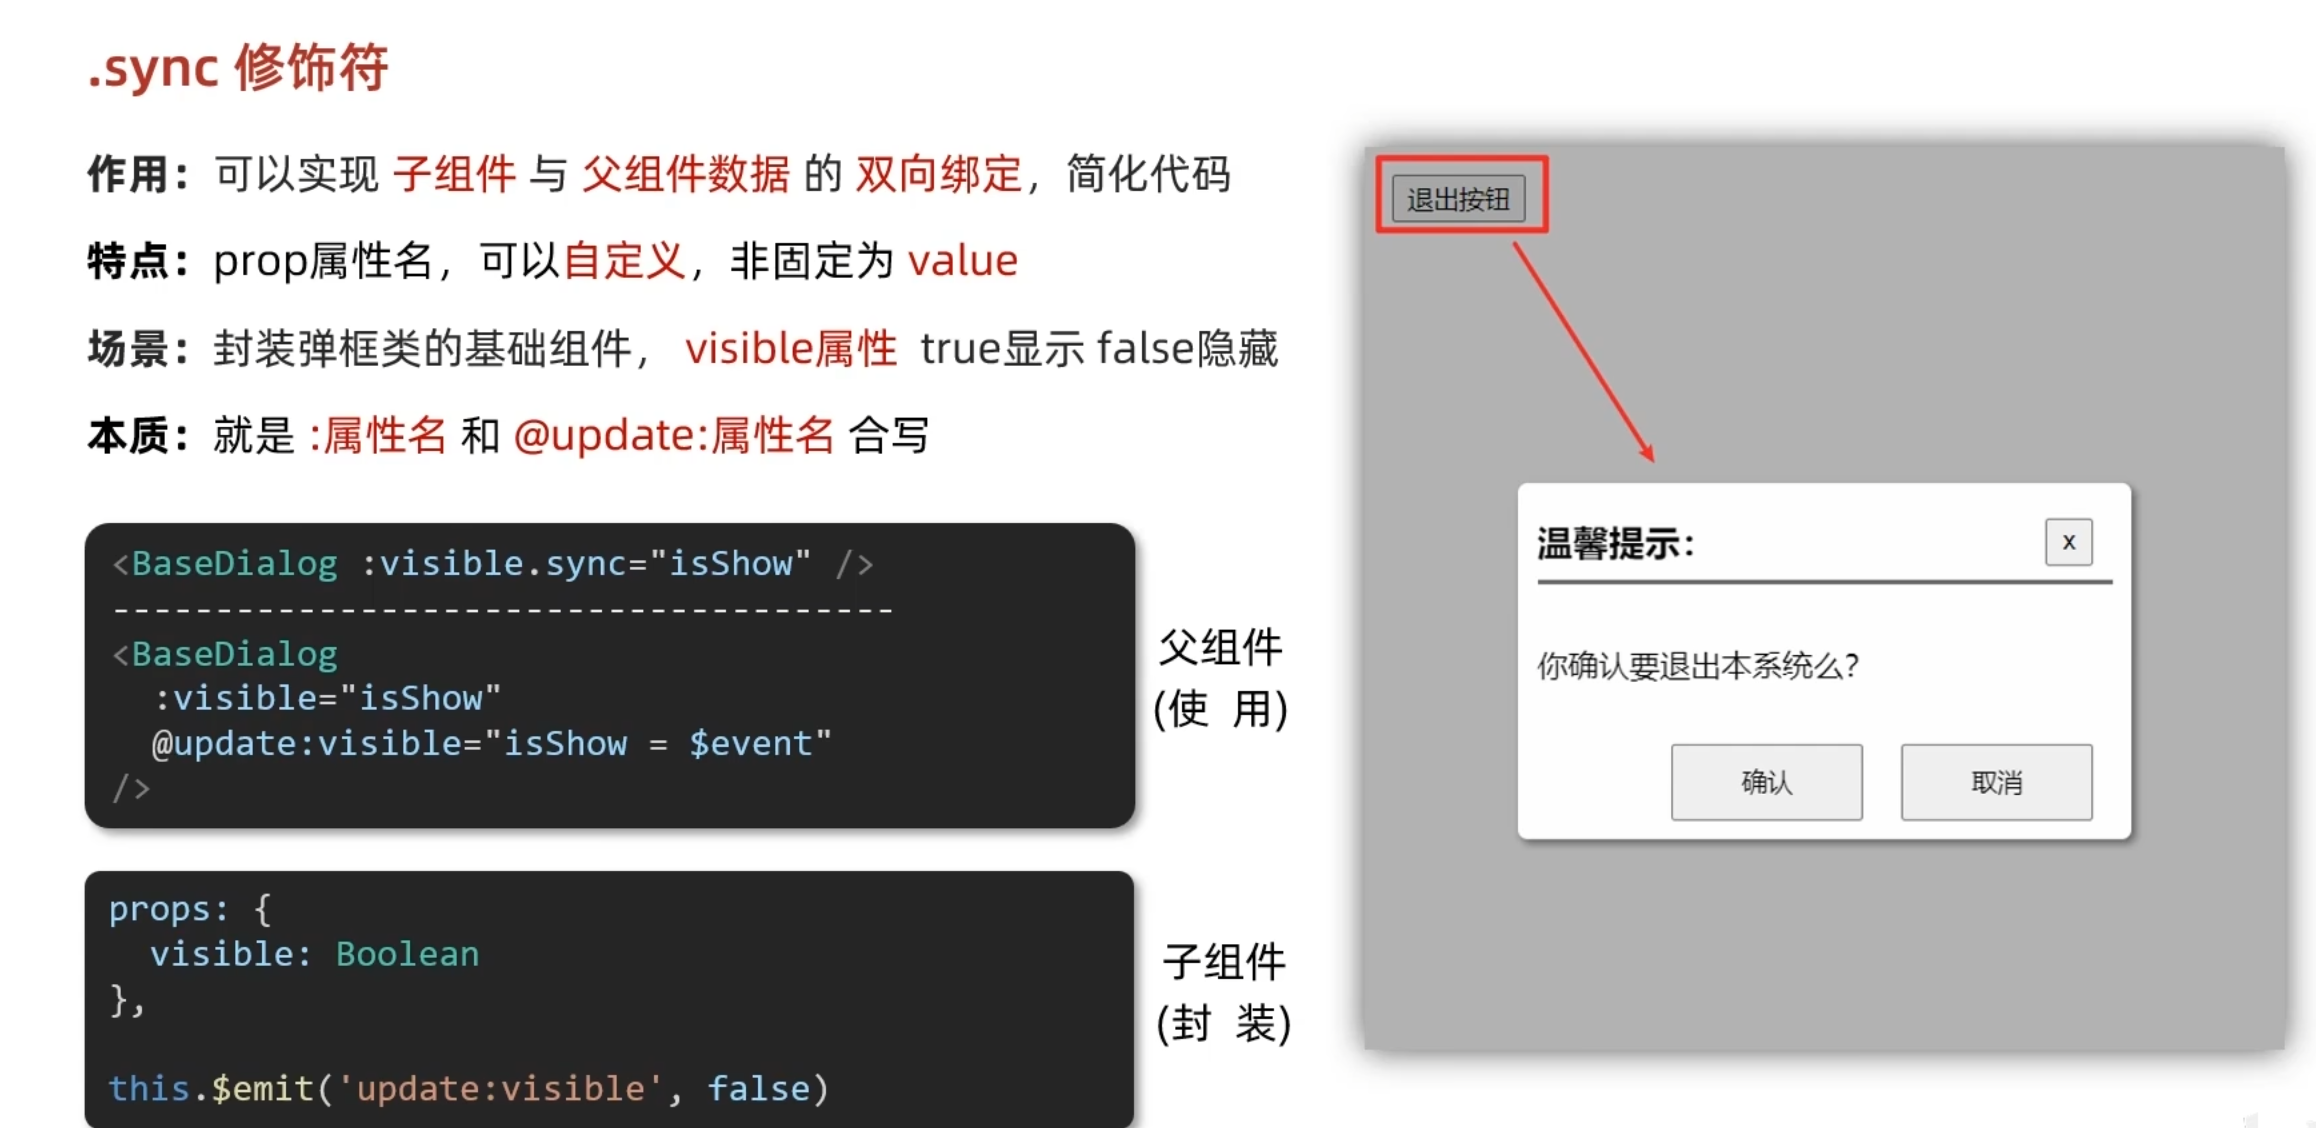 .sync 修饰符
作用：可以实现 子组件 与 父组件数据 的 双向绑定，简化代码
特点：prop属性名，可以自定义，非固定为 value
场景：封装弹框类的基础组件， visible属性 true显示 false隐藏
本质：就是 :属性名 和 @update:属性名 合写
<BaseDialog :visible.sync="isShow" />
--------------------------------------
<BaseDialog
  :visible="isShow"
  @update:visible="isShow = $event"
/>
父组件
(使 用)
props: {
  visible: Boolean
},
this.$emit('update:visible', false)
子组件
(封 装)
退出按钮
温馨提示：
x
你确认要退出本系统么？
确认
取消